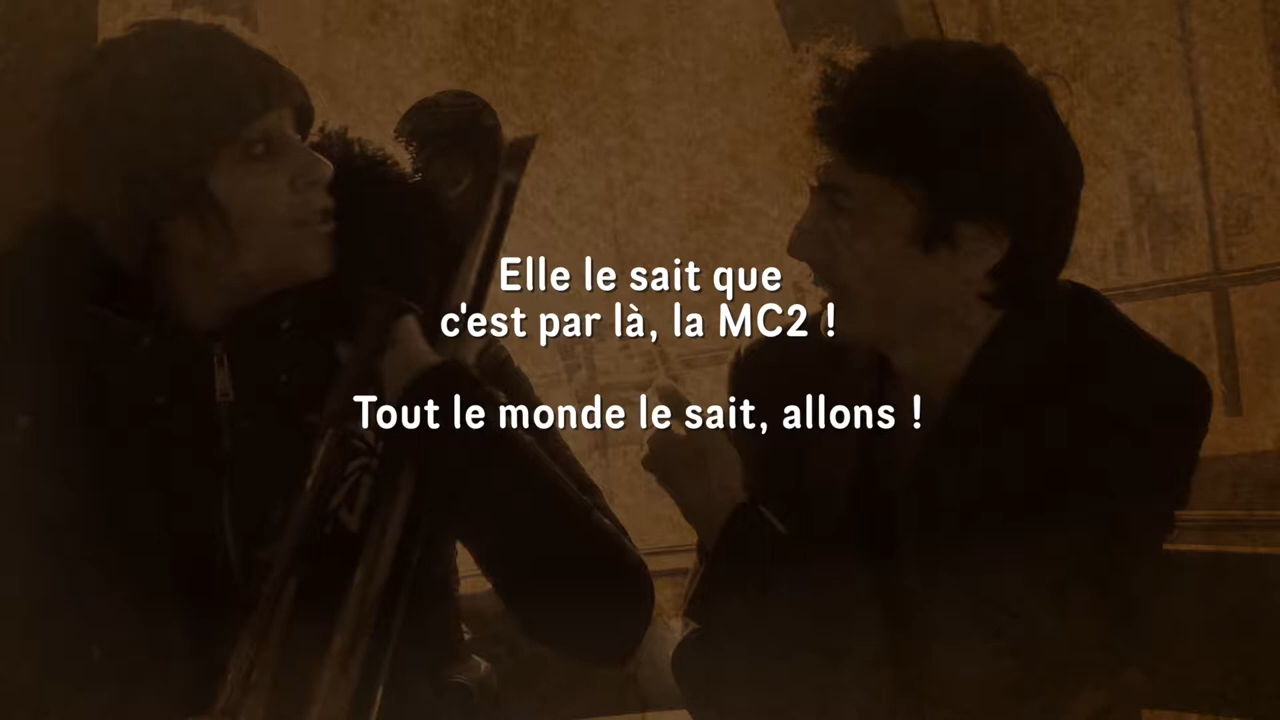 Elle le sait que
c'est par là, la MC2 !
Tout le monde le sait, allons !